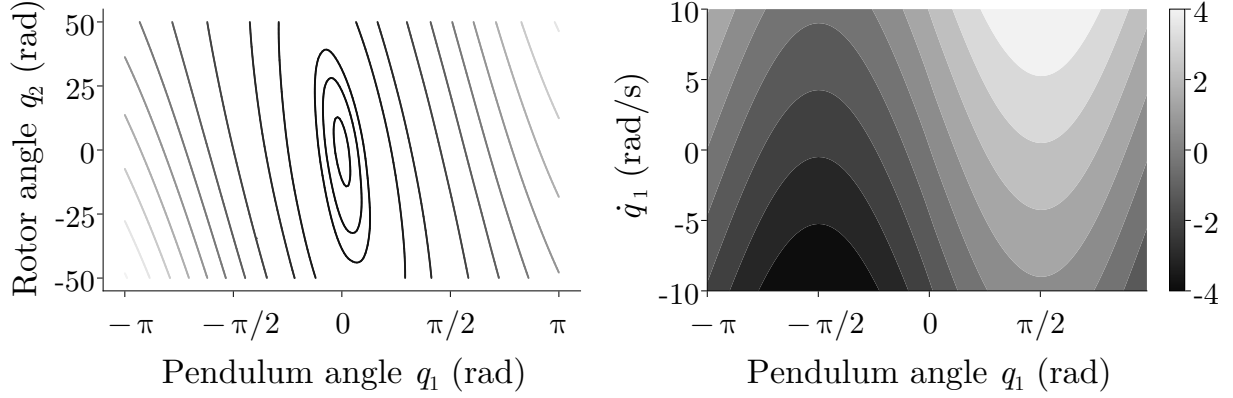 Rotor angle q₂ (rad)
50
25
0
-25
-50
− π
− π/2
0
π/2
π
Pendulum angle q₁ (rad)
q̇₁ (rad/s)
10
5
0
-5
-10
− π
− π/2
0
π/2
Pendulum angle q₁ (rad)
4
2
0
-2
-4